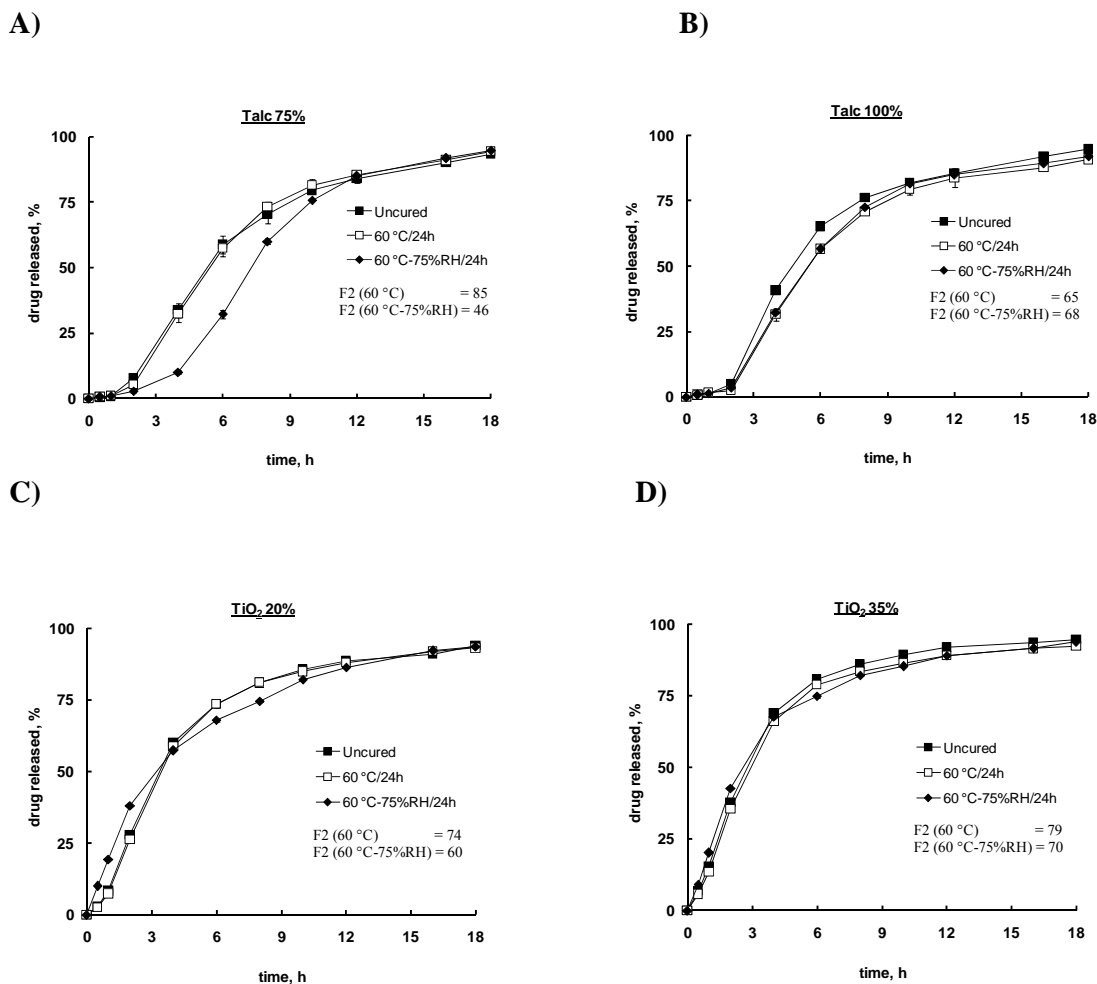 A)
B)
Talc 75%
100
75
50
25
0
drug released, %
0 3 6 9 12 15 18
time, h
Uncured
60 °C/24h
60 °C-75%RH/24h
F2 (60 °C) = 85
F2 (60 °C-75%RH) = 46
Talc 100%
100
75
50
25
0
drug released, %
0 3 6 9 12 15 18
time, h
Uncured
60 °C/24h
60 °C-75%RH/24h
F2 (60 °C) = 65
F2 (60 °C-75%RH) = 68
C)
D)
TiO2 20%
100
75
50
25
0
drug released, %
0 3 6 9 12 15 18
time, h
Uncured
60 °C/24h
60 °C-75%RH/24h
F2 (60 °C) = 74
F2 (60 °C-75%RH) = 60
TiO2 35%
100
75
50
25
0
drug released, %
0 3 6 9 12 15 18
time, h
Uncured
60 °C/24h
60 °C-75%RH/24h
F2 (60 °C) = 79
F2 (60 °C-75%RH) = 70